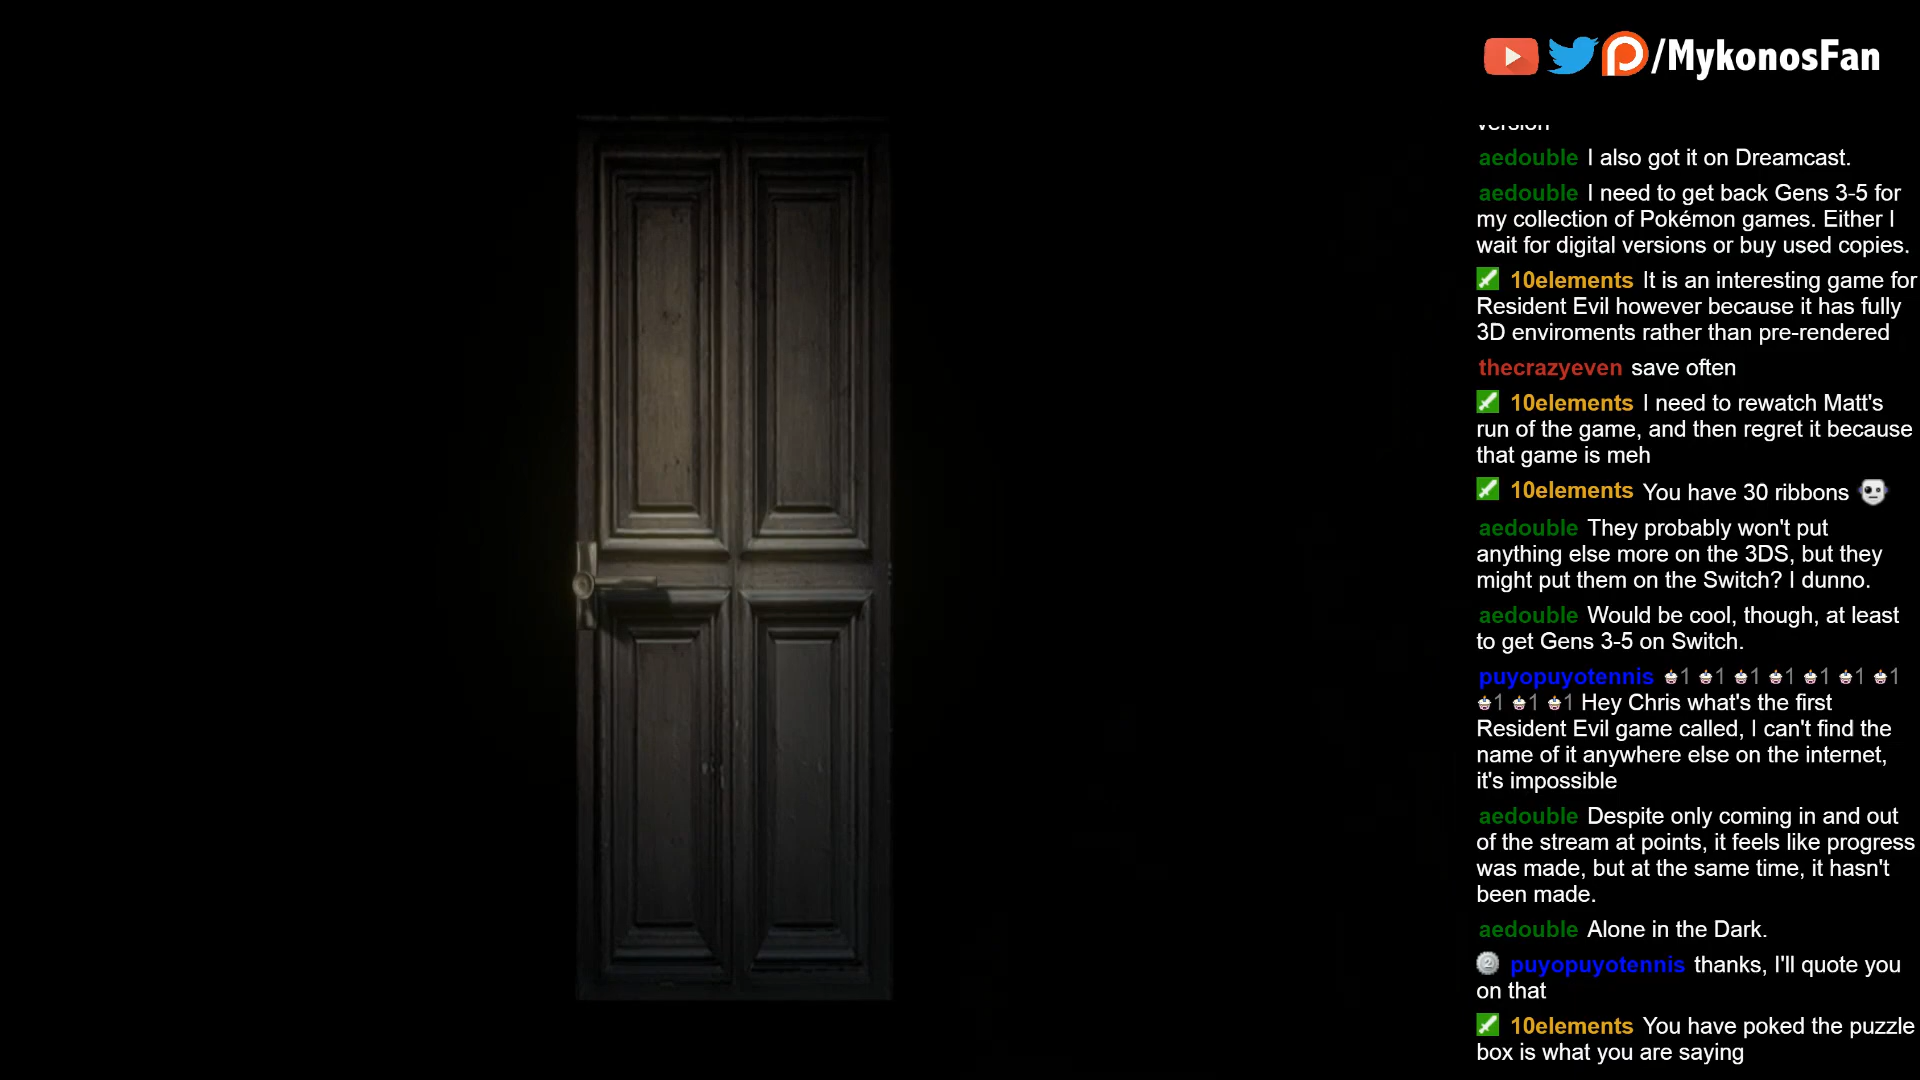 /MykonosFan
version
aedouble I also got it on Dreamcast.
aedouble I need to get back Gens 3-5 for
my collection of Pokémon games. Either I
wait for digital versions or buy used copies.
10elements It is an interesting game for
Resident Evil however because it has fully
3D enviroments rather than pre-rendered
thecrazyeven save often
10elements I need to rewatch Matt's
run of the game, and then regret it because
that game is meh
10elements You have 30 ribbons
aedouble They probably won't put
anything else more on the 3DS, but they
might put them on the Switch? I dunno.
aedouble Would be cool, though, at least
to get Gens 3-5 on Switch.
puyopuyotennis 1 1 1 1 1 1 1
1 1 1 Hey Chris what's the first
Resident Evil game called, I can't find the
name of it anywhere else on the internet,
it's impossible
aedouble Despite only coming in and out
of the stream at points, it feels like progress
was made, but at the same time, it hasn't
been made.
aedouble Alone in the Dark.
2 puyopuyotennis thanks, I'll quote you
on that
10elements You have poked the puzzle
box is what you are saying